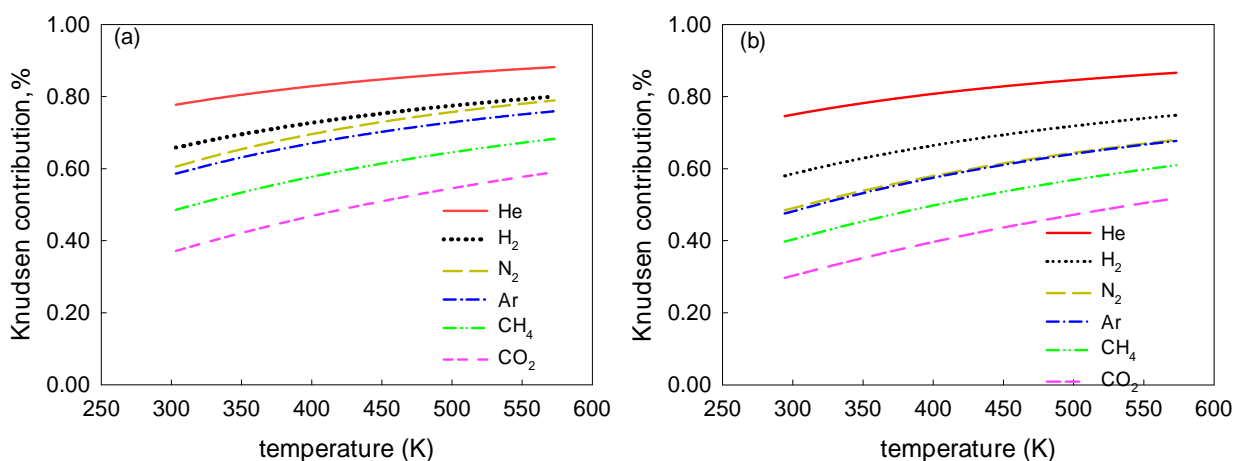 (a)
Knudsen contribution,%
1.00
0.80
0.60
0.40
0.20
0.00
He
H₂
N₂
Ar
CH₄
CO₂
250 300 350 400 450 500 550 600
temperature (K)
(b)
Knudsen contribution,%
1.00
0.80
0.60
0.40
0.20
0.00
He
H₂
N₂
Ar
CH₄
CO₂
250 300 350 400 450 500 550 600
temperature (K)